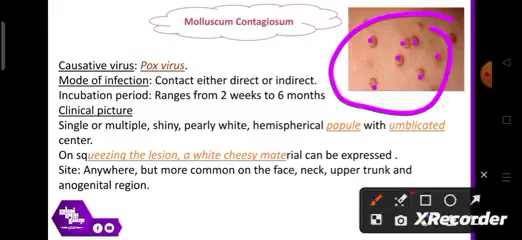 Molluscum Contagiosum
Causative virus: Pox virus.
Mode of infection: Contact either direct or indirect.
Incubation period: Ranges from 2 weeks to 6 months
Clinical picture
Single or multiple, shiny, pearly white, hemispherical papule with umblicated
center.
On squeezing the lesion, a white cheesy material can be expressed .
Site: Anywhere, but more common on the face, neck, upper trunk and
anogenital region.
XRecorder